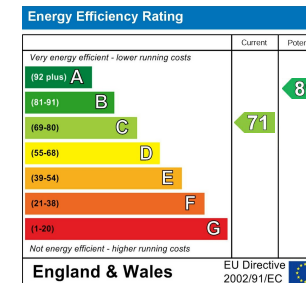 Energy Efficiency Rating
Current
Very energy efficient - lower running costs
(92 plus) A
(81-91) B
(69-80) C
71
(55-68) D
(39-54) E
(21-38) F
(1-20) G
Not energy efficient - higher running costs
England & Wales
EU Directive
2002/91/EC